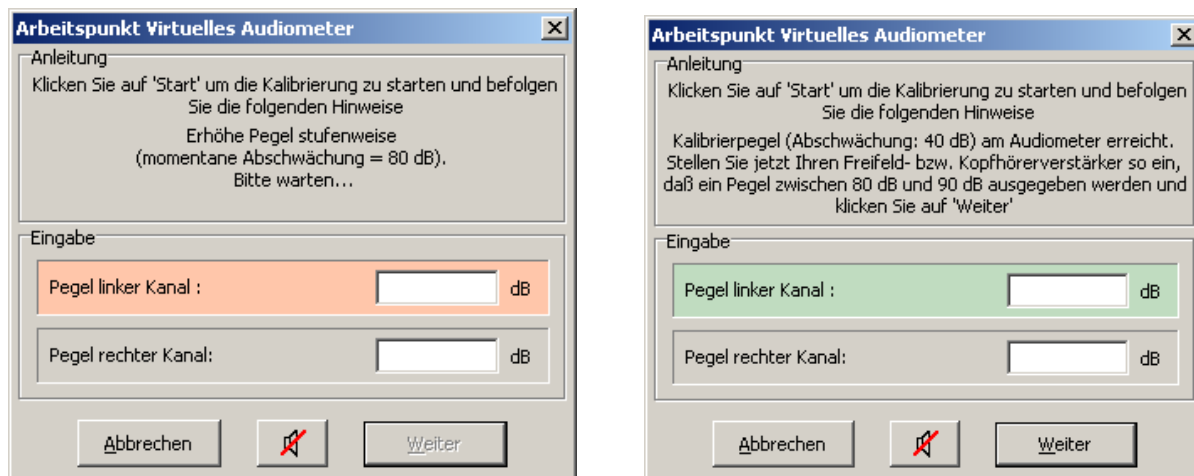 Arbeitspunkt Virtuelles Audiometer
Anleitung
Klicken Sie auf 'Start' um die Kalibrierung zu starten und befolgen
Sie die folgenden Hinweise
Erhöhe Pegel stufenweise
(momentane Abschwächung = 80 dB).
Bitte warten...
Eingabe
Pegel linker Kanal :
dB
Pegel rechter Kanal:
dB
Abbrechen
Weiter
Arbeitspunkt Virtuelles Audiometer
Anleitung
Klicken Sie auf 'Start' um die Kalibrierung zu starten und befolgen
Sie die folgenden Hinweise
Kalibrierpegel (Abschwächung: 40 dB) am Audiometer erreicht.
Stellen Sie jetzt Ihren Freifeld- bzw. Kopfhörerverstärker so ein,
daß ein Pegel zwischen 80 dB und 90 dB ausgegeben werden und
klicken Sie auf 'Weiter'
Eingabe
Pegel linker Kanal :
dB
Pegel rechter Kanal:
dB
Abbrechen
Weiter